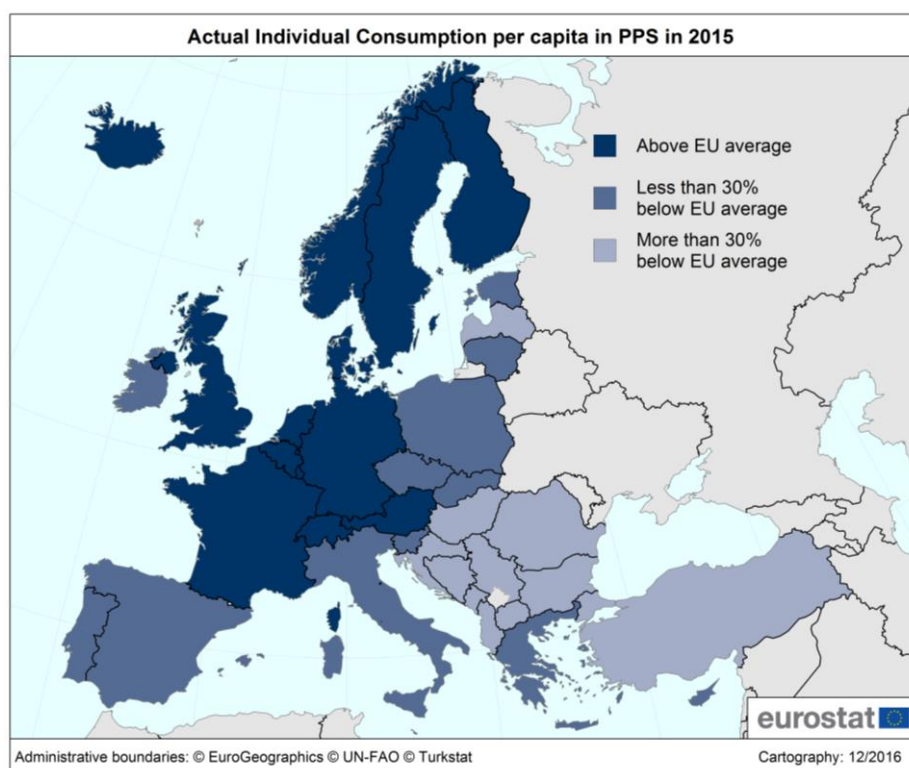 Actual Individual Consumption per capita in PPS in 2015
Above EU average
Less than 30%
below EU average
More than 30%
below EU average
eurostat
Administrative boundaries: © EuroGeographics © UN-FAO © Turkstat
Cartography: 12/2016